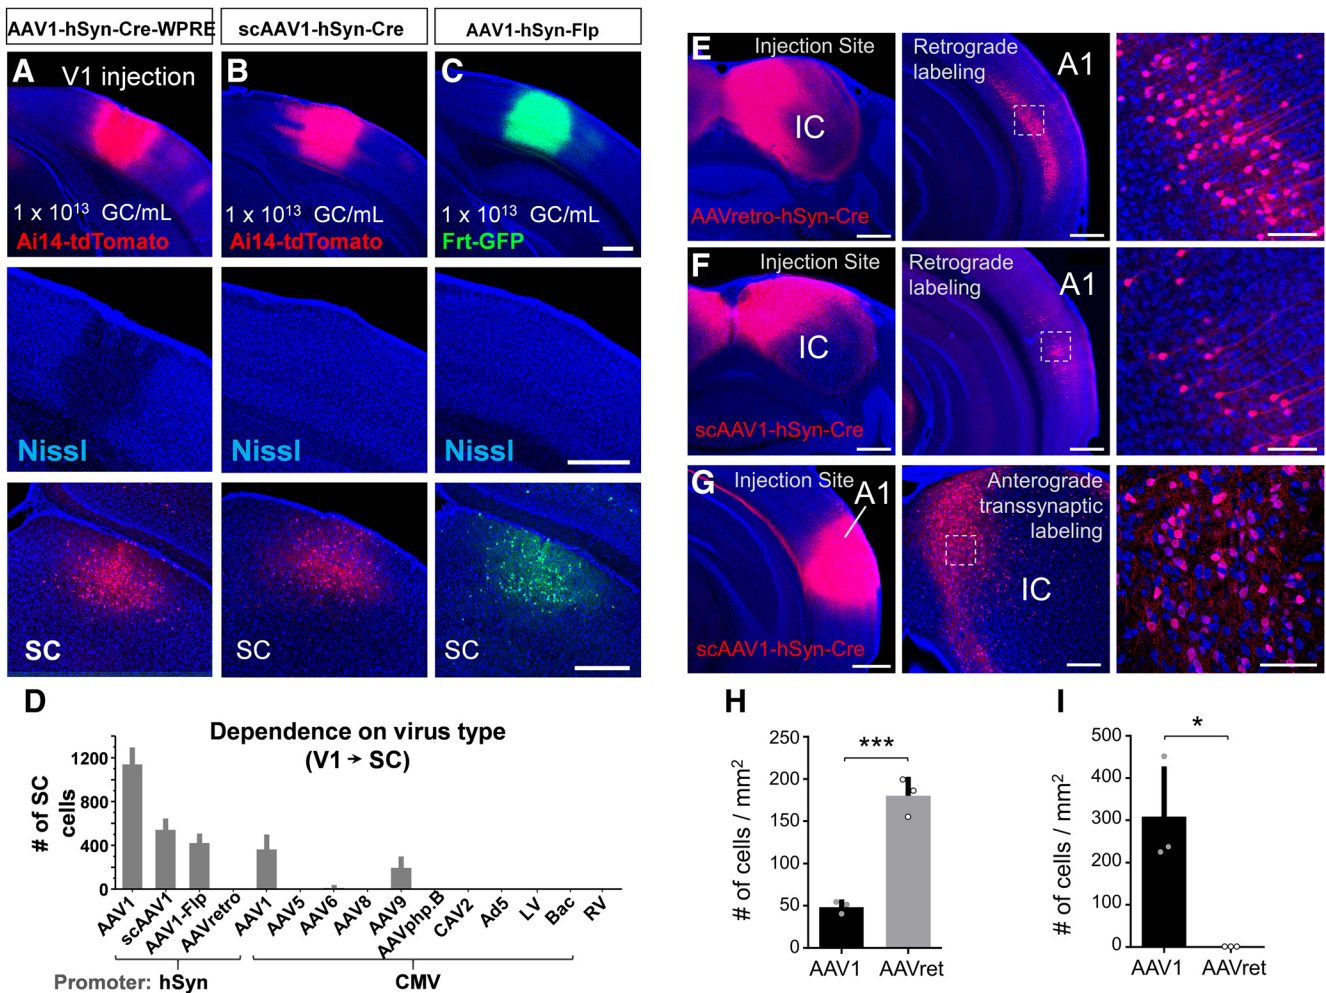 AAV1-hSyn-Cre-WPRE
scAAV1-hSyn-Cre
AAV1-hSyn-Flp
A
V1 injection
1 x 10¹³ GC/mL
Ai14-tdTomato
B
1 x 10¹³ GC/mL
Ai14-tdTomato
C
1 x 10¹³ GC/mL
Frt-GFP
Nissl
Nissl
Nissl
SC
SC
SC
D
Dependence on virus type
(V1 → SC)
# of SC
cells
1200
800
400
0
AAV1
scAAV1
AAV1-Flp
AAVretro
AAV1
AAV5
AAV6
AAV8
AAV9
AAVphp.B
CAV2
Ad5
LV
Bac
RV
Promoter: hSyn
CMV
E
Injection Site
IC
AAVretro-hSyn-Cre
Retrograde
labeling
A1
F
Injection Site
IC
scAAV1-hSyn-Cre
Retrograde
labeling
A1
G
Injection Site
A1
scAAV1-hSyn-Cre
Anterograde
transsynaptic
labeling
IC
H
# of cells / mm²
250
200
150
100
50
0
***
AAV1
AAVret
I
# of cells / mm²
500
400
300
200
100
0
*
AAV1
AAVret